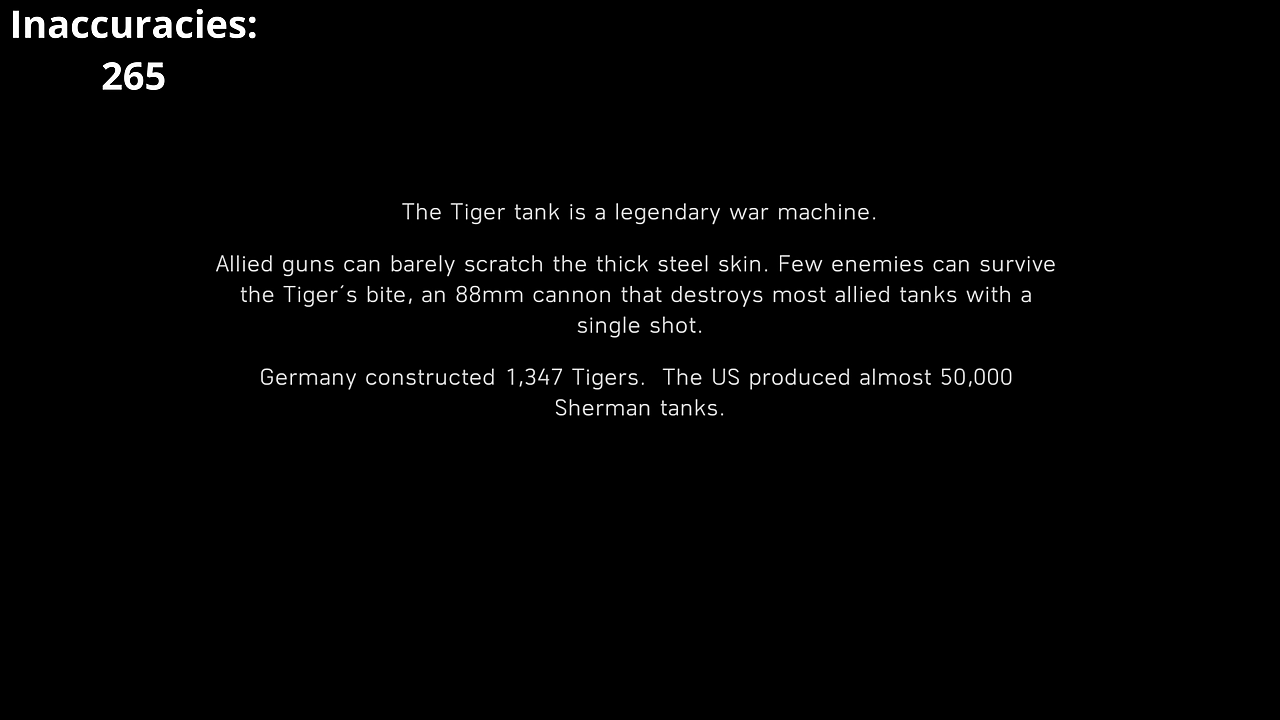 Inaccuracies:
265
The Tiger tank is a legendary war machine.
Allied guns can barely scratch the thick steel skin. Few enemies can survive
the Tiger´s bite, an 88mm cannon that destroys most allied tanks with a
single shot.
Germany constructed 1,347 Tigers.  The US produced almost 50,000
Sherman tanks.